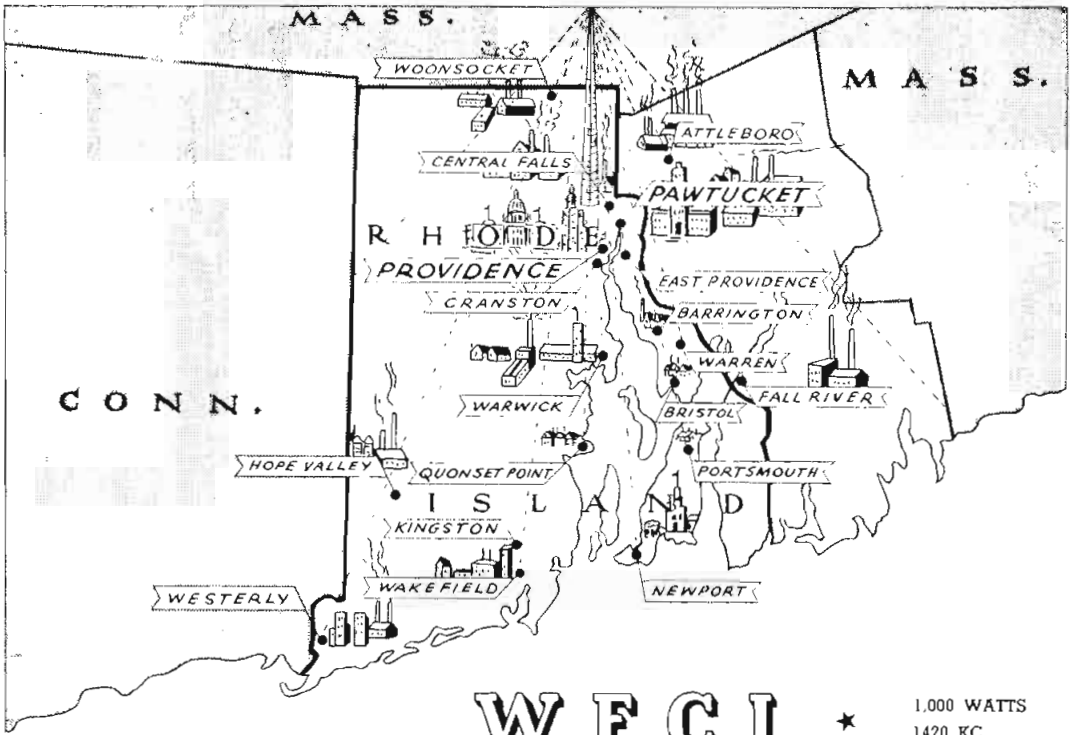 MASS.
WOONSOCKET
MASS.
ATTLEBORO
CENTRAL FALLS
PAWTUCKET
RHODE
PROVIDENCE
EAST PROVIDENCE
CRANSTON
BARRINGTON
WARREN
CONN.
FALL RIVER
WARWICK
BRISTOL
HOPE VALLEY
QUONSET POINT
PORTSMOUTH
ISLAND
KINGSTON
WAKEFIELD
NEWPORT
WESTERLY
WFCI
1,000 WATTS
1420 KC